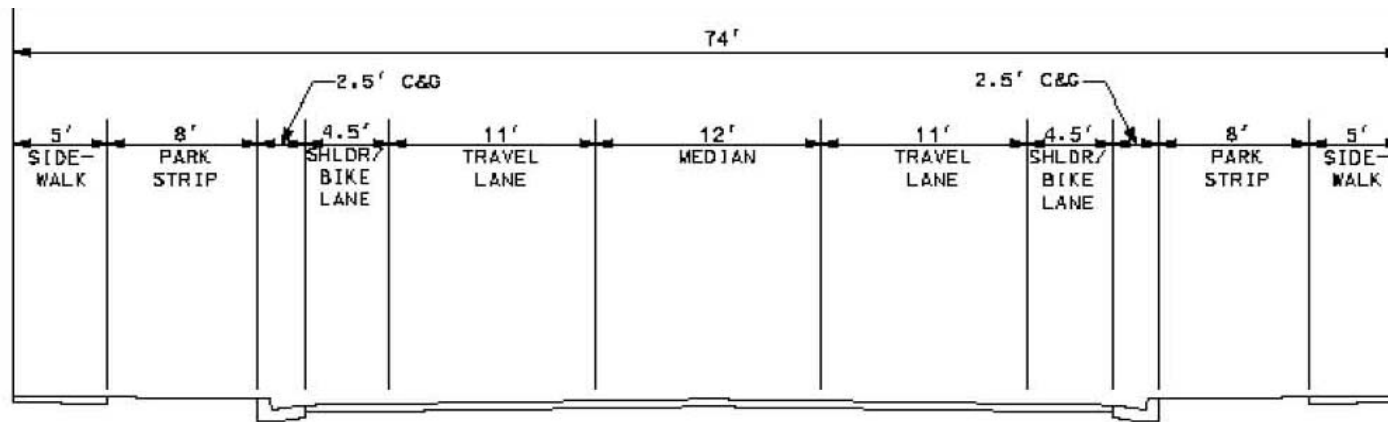 74'
2.5' C&G
2.5' C&G
5'
SIDE-
WALK
8'
PARK
STRIP
4.5'
SHLDR/
BIKE
LANE
11'
TRAVEL
LANE
12'
MEDIAN
11'
TRAVEL
LANE
4.5'
SHLDR/
BIKE
LANE
8'
PARK
STRIP
5'
SIDE-
WALK